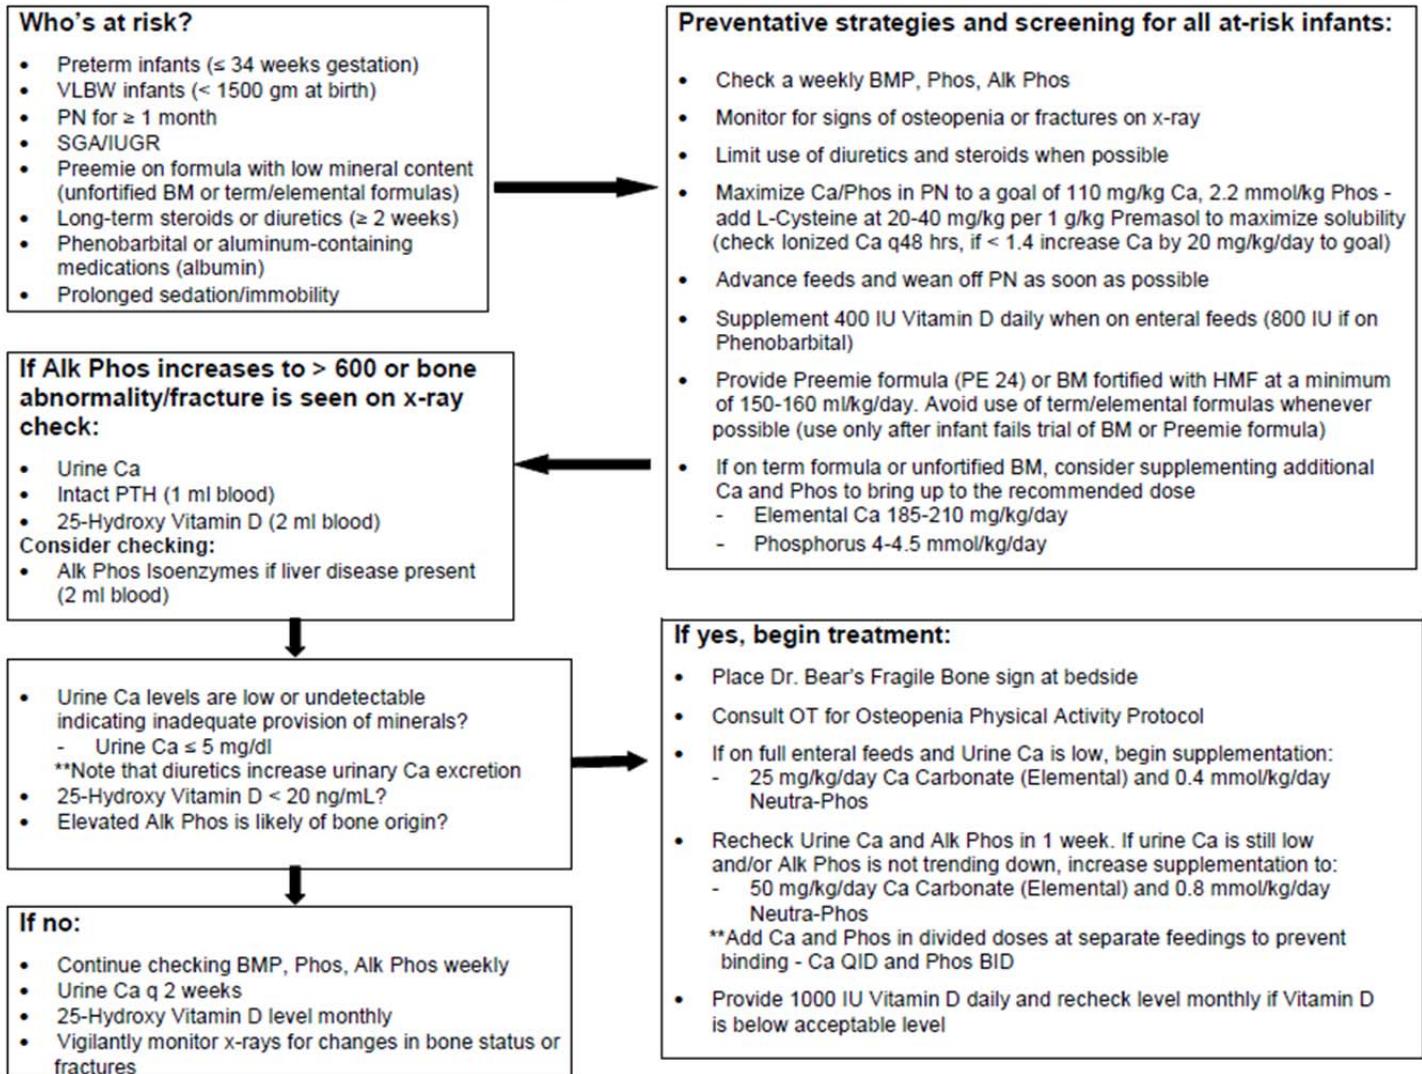 Who's at risk?
• Preterm infants (≤ 34 weeks gestation)
• VLBW infants (< 1500 gm at birth)
• PN for ≥ 1 month
• SGA/IUGR
• Preemie on formula with low mineral content
(unfortified BM or term/elemental formulas)
• Long-term steroids or diuretics (≥ 2 weeks)
• Phenobarbital or aluminum-containing
medications (albumin)
• Prolonged sedation/immobility
Preventative strategies and screening for all at-risk infants:
• Check a weekly BMP, Phos, Alk Phos
• Monitor for signs of osteopenia or fractures on x-ray
• Limit use of diuretics and steroids when possible
• Maximize Ca/Phos in PN to a goal of 110 mg/kg Ca, 2.2 mmol/kg Phos -
add L-Cysteine at 20-40 mg/kg per 1 g/kg Premasol to maximize solubility
(check Ionized Ca q48 hrs, if < 1.4 increase Ca by 20 mg/kg/day to goal)
• Advance feeds and wean off PN as soon as possible
• Supplement 400 IU Vitamin D daily when on enteral feeds (800 IU if on
Phenobarbital)
• Provide Preemie formula (PE 24) or BM fortified with HMF at a minimum
of 150-160 ml/kg/day. Avoid use of term/elemental formulas whenever
possible (use only after infant fails trial of BM or Preemie formula)
• If on term formula or unfortified BM, consider supplementing additional
Ca and Phos to bring up to the recommended dose
- Elemental Ca 185-210 mg/kg/day
- Phosphorus 4-4.5 mmol/kg/day
If Alk Phos increases to > 600 or bone
abnormality/fracture is seen on x-ray
check:
• Urine Ca
• Intact PTH (1 ml blood)
• 25-Hydroxy Vitamin D (2 ml blood)
Consider checking:
• Alk Phos Isoenzymes if liver disease present
(2 ml blood)
• Urine Ca levels are low or undetectable
indicating inadequate provision of minerals?
- Urine Ca ≤ 5 mg/dl
**Note that diuretics increase urinary Ca excretion
• 25-Hydroxy Vitamin D < 20 ng/mL?
• Elevated Alk Phos is likely of bone origin?
If yes, begin treatment:
• Place Dr. Bear's Fragile Bone sign at bedside
• Consult OT for Osteopenia Physical Activity Protocol
• If on full enteral feeds and Urine Ca is low, begin supplementation:
- 25 mg/kg/day Ca Carbonate (Elemental) and 0.4 mmol/kg/day
Neutra-Phos
• Recheck Urine Ca and Alk Phos in 1 week. If urine Ca is still low
and/or Alk Phos is not trending down, increase supplementation to:
- 50 mg/kg/day Ca Carbonate (Elemental) and 0.8 mmol/kg/day
Neutra-Phos
**Add Ca and Phos in divided doses at separate feedings to prevent
binding - Ca QID and Phos BID
• Provide 1000 IU Vitamin D daily and recheck level monthly if Vitamin D
is below acceptable level
If no:
• Continue checking BMP, Phos, Alk Phos weekly
• Urine Ca q 2 weeks
• 25-Hydroxy Vitamin D level monthly
• Vigilantly monitor x-rays for changes in bone status or
fractures